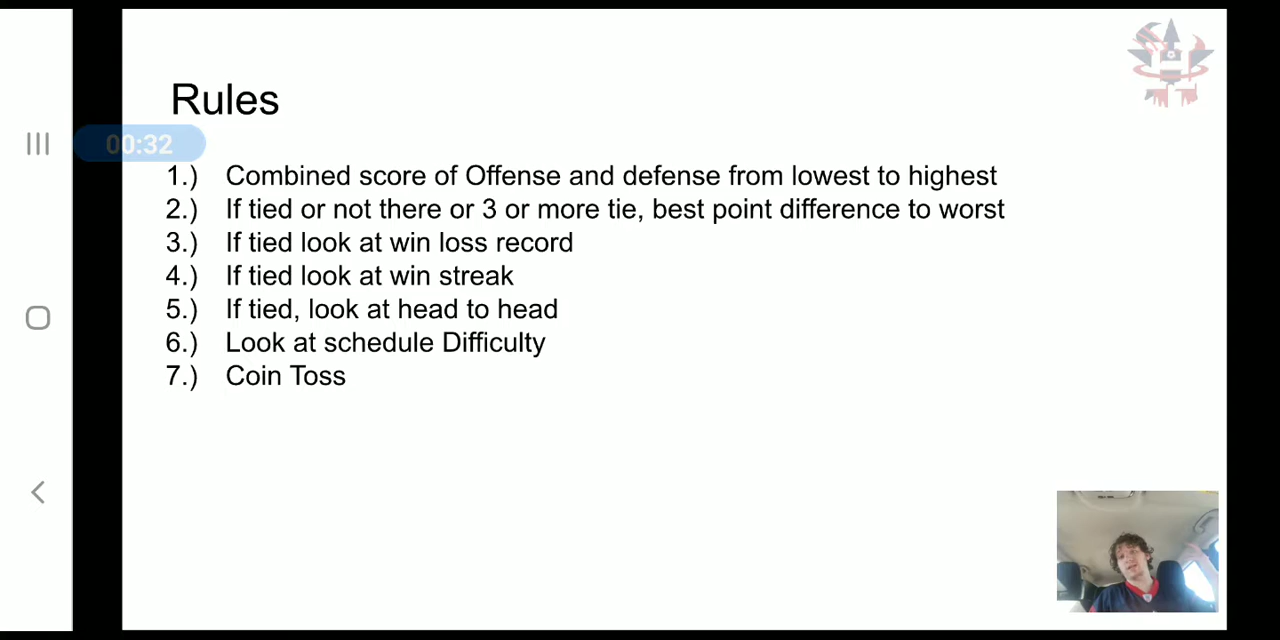 Rules
00:32
1.) Combined score of Offense and defense from lowest to highest
2.) If tied or not there or 3 or more tie, best point difference to worst
3.) If tied look at win loss record
4.) If tied look at win streak
5.) If tied, look at head to head
6.) Look at schedule Difficulty
7.) Coin Toss